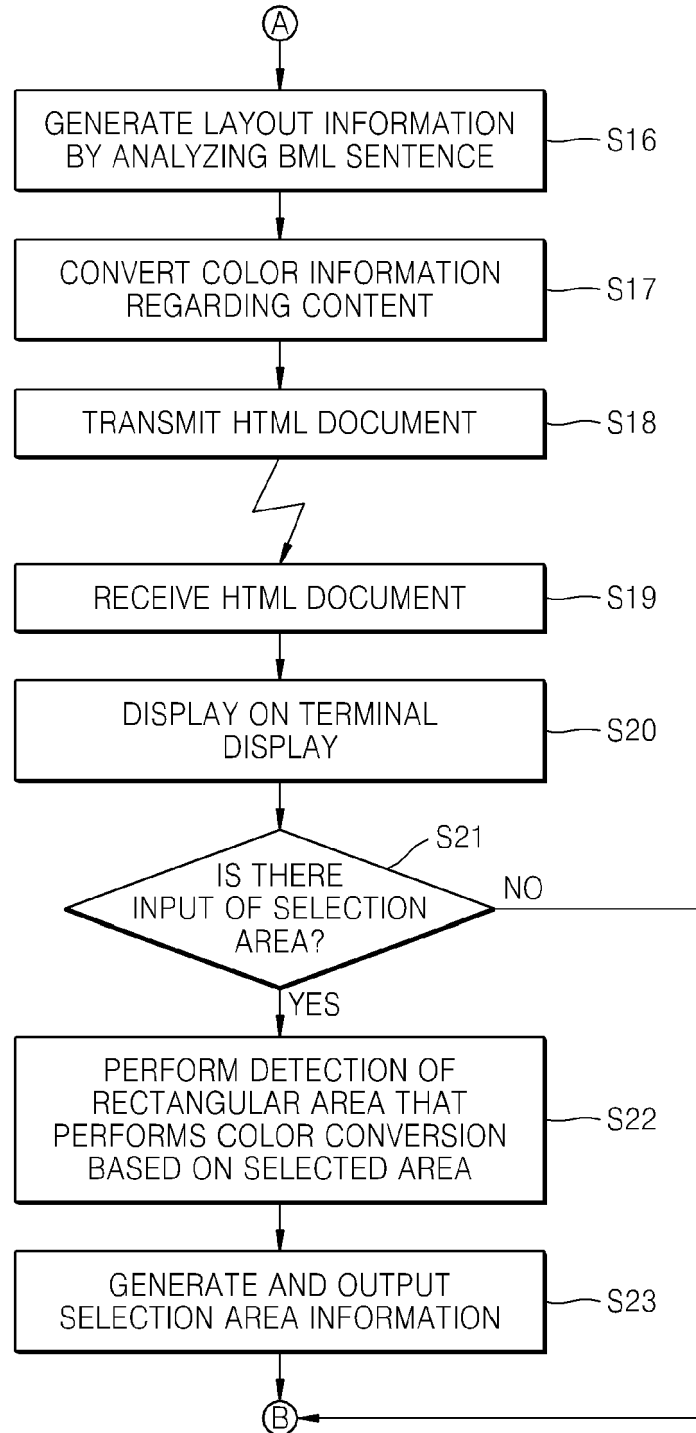 A
GENERATE LAYOUT INFORMATION
BY ANALYZING BML SENTENCE
S16
CONVERT COLOR INFORMATION
REGARDING CONTENT
S17
TRANSMIT HTML DOCUMENT
S18
RECEIVE HTML DOCUMENT
S19
DISPLAY ON TERMINAL
DISPLAY
S20
S21
IS THERE
INPUT OF SELECTION
AREA?
NO
YES
PERFORM DETECTION OF
RECTANGULAR AREA THAT
PERFORMS COLOR CONVERSION
BASED ON SELECTED AREA
S22
GENERATE AND OUTPUT
SELECTION AREA INFORMATION
S23
B